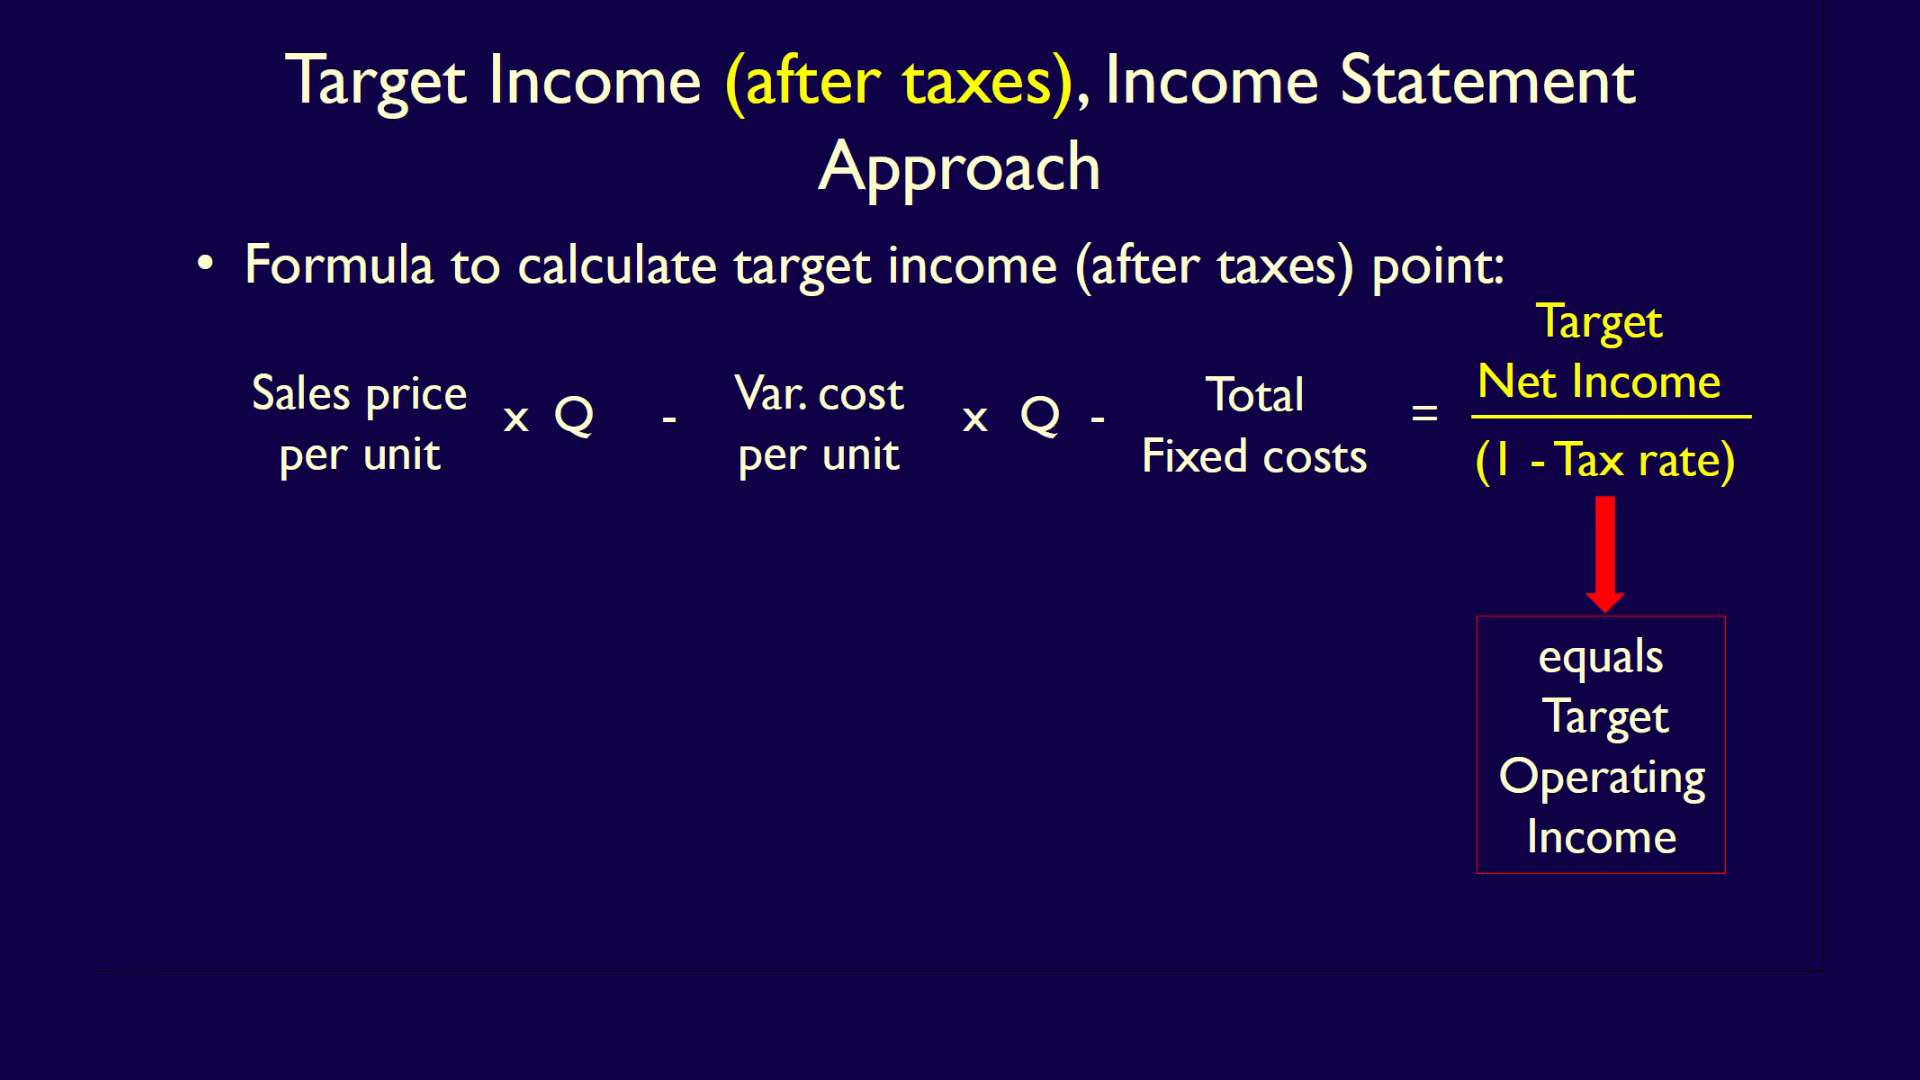 Target Income (after taxes), Income Statement
Approach
• Formula to calculate target income (after taxes) point:
Sales price
per unit
x Q
-
Var. cost
per unit
x Q
-
Total
Fixed costs
=
Target
Net Income
(1 - Tax rate)
equals
Target
Operating
Income